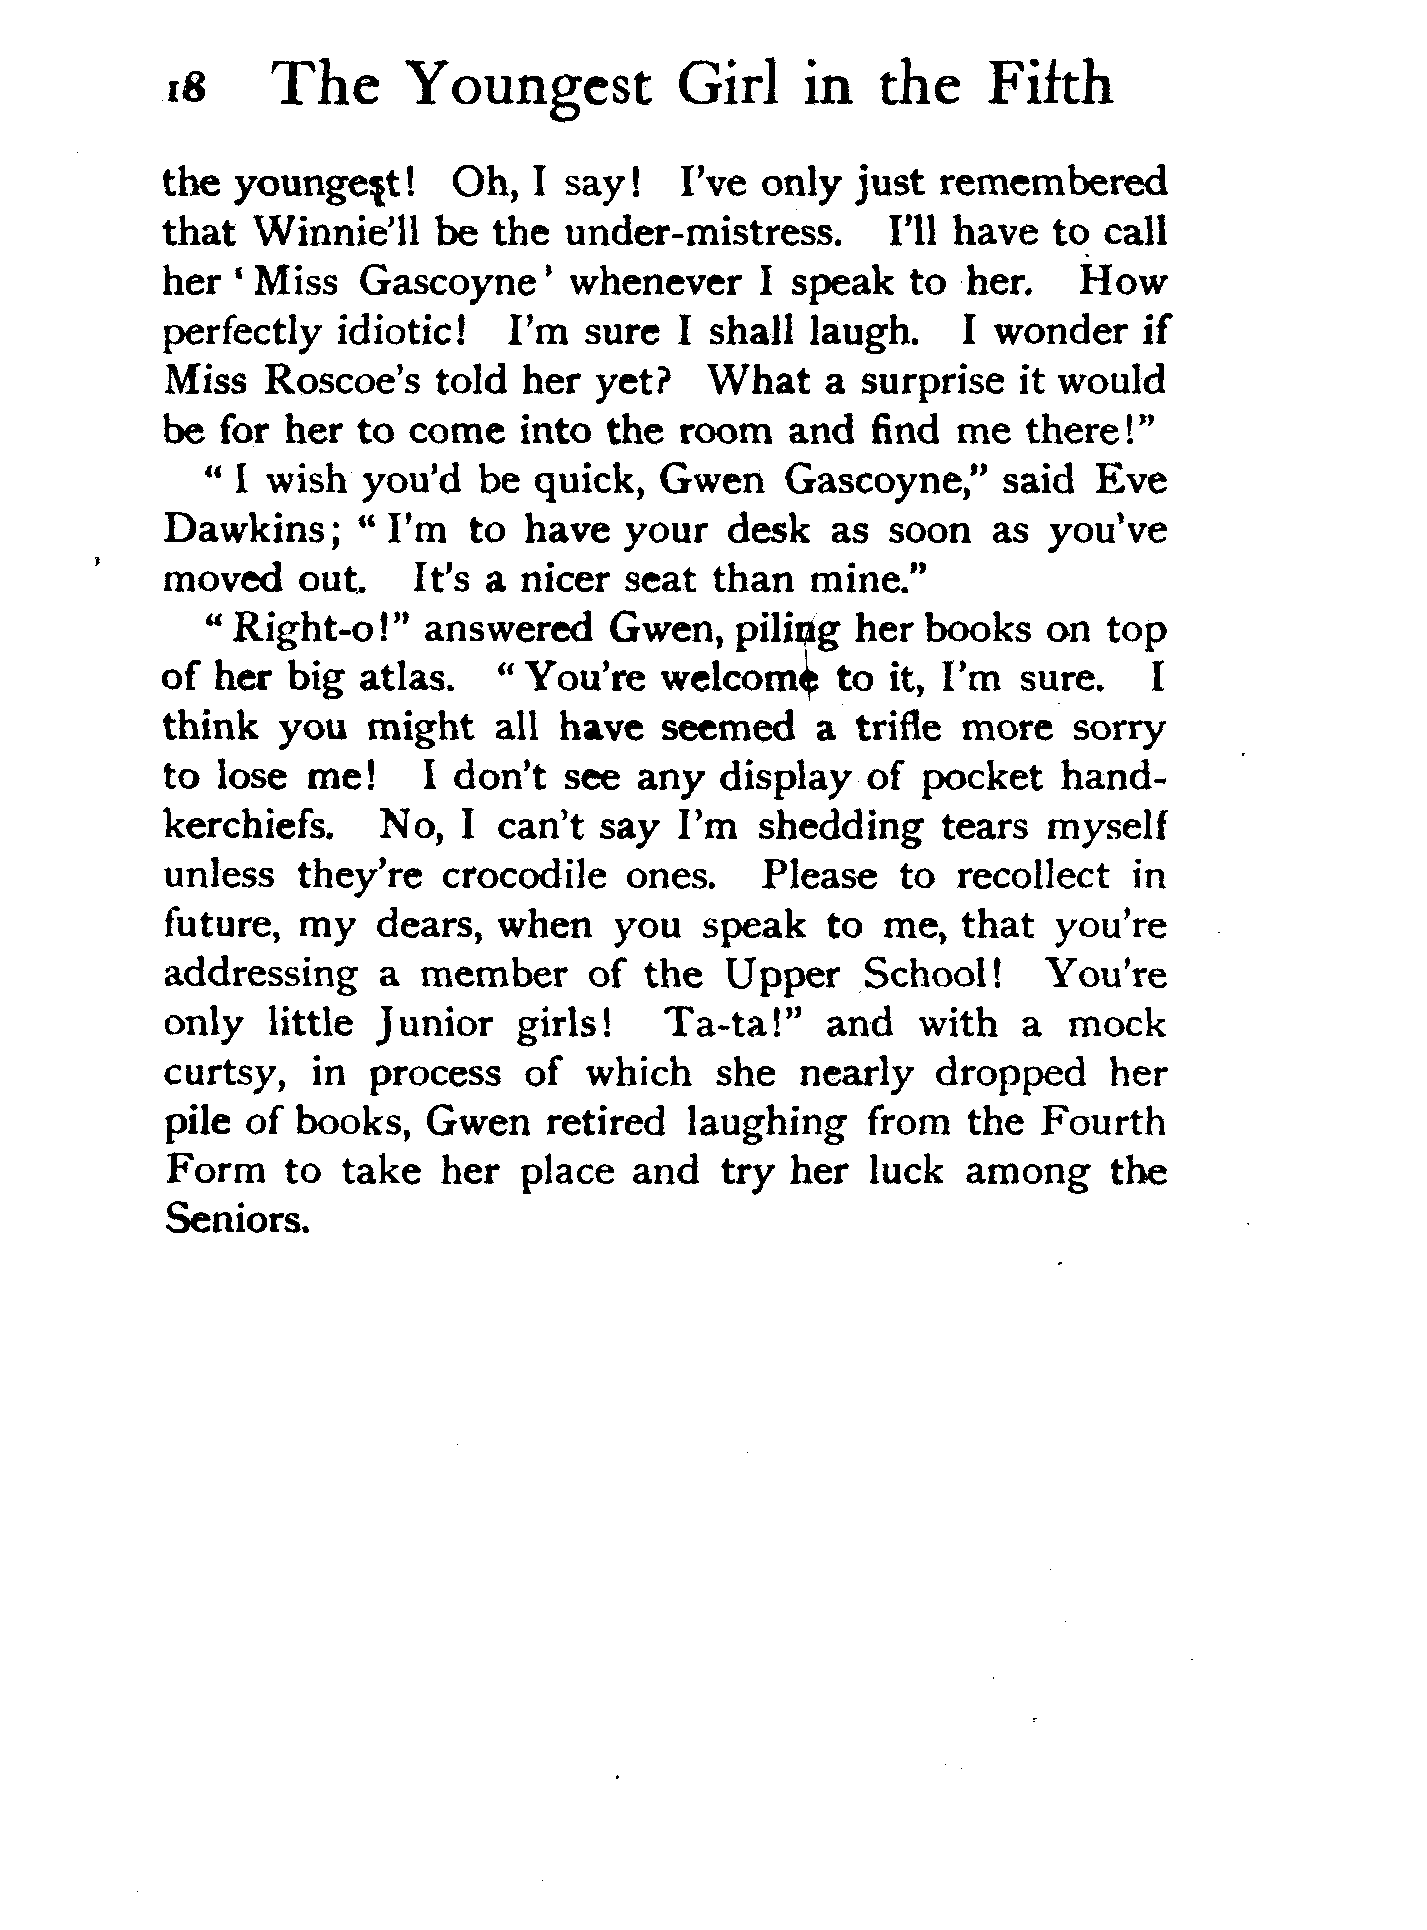 18 The Youngest Girl in the Fifth
the youngest! Oh, I say! I've only just remembered
that Winnie'll be the under-mistress. I'll have to call
her 'Miss Gascoyne' whenever I speak to her. How
perfectly idiotic! I'm sure I shall laugh. I wonder if
Miss Roscoe's told her yet? What a surprise it would
be for her to come into the room and find me there!"
"I wish you'd be quick, Gwen Gascoyne," said Eve
Dawkins; "I'm to have your desk as soon as you've
moved out. It's a nicer seat than mine."
"Right-o!" answered Gwen, piling her books on top
of her big atlas. "You're welcome to it, I'm sure. I
think you might all have seemed a trifle more sorry
to lose me! I don't see any display of pocket hand-
kerchiefs. No, I can't say I'm shedding tears myself
unless they're crocodile ones. Please to recollect in
future, my dears, when you speak to me, that you're
addressing a member of the Upper School! You're
only little Junior girls! Ta-ta!" and with a mock
curtsy, in process of which she nearly dropped her
pile of books, Gwen retired laughing from the Fourth
Form to take her place and try her luck among the
Seniors.